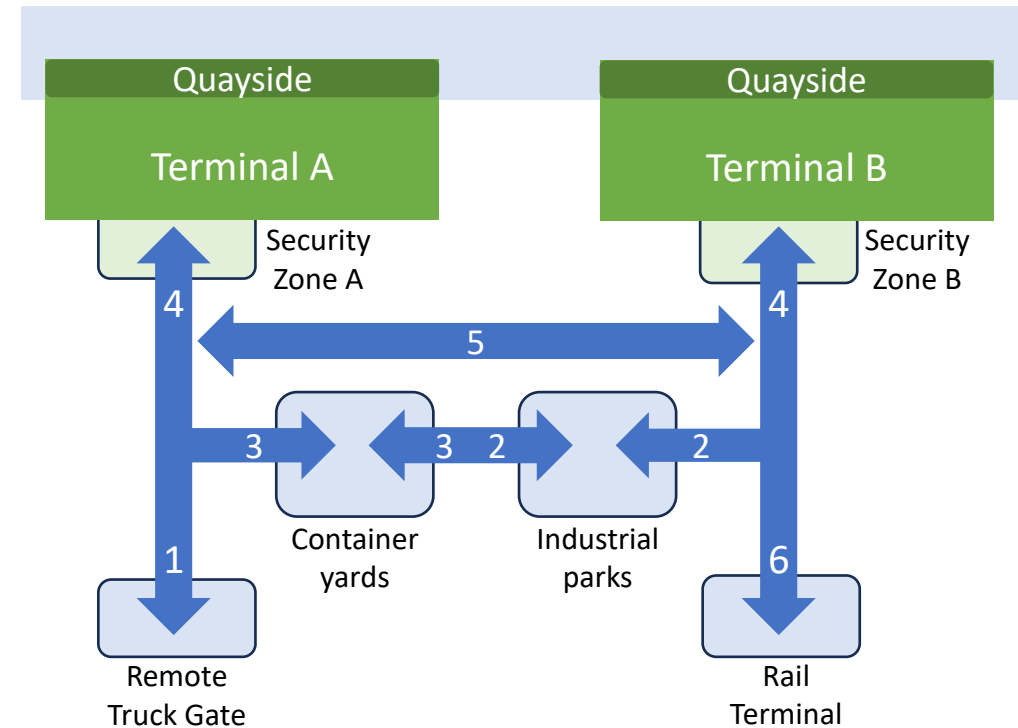 Quayside
Quayside
Terminal A
Terminal B
Security
Zone A
Security
Zone B
4
4
5
3
3 2
2
Container
yards
Industrial
parks
1
6
Remote
Truck Gate
Rail
Terminal